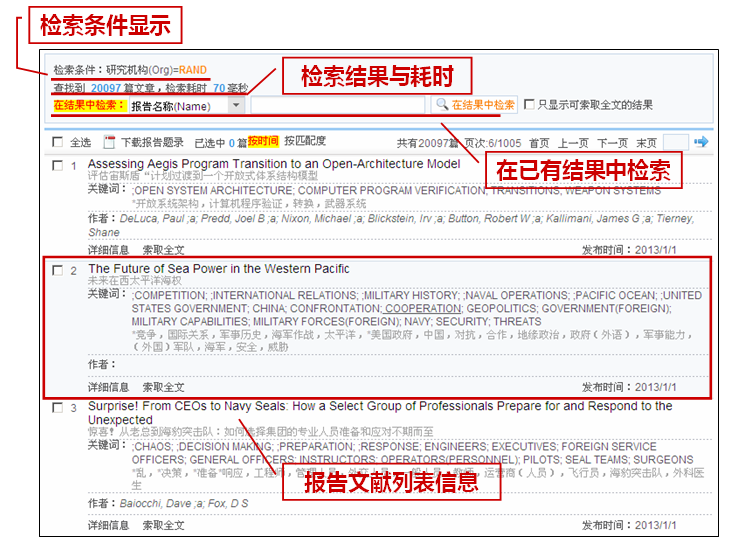 检索条件显示
检索条件：研究机构(Org)=RAND
查找到 20097 篇文章，检索耗时 70 毫秒
检索结果与耗时
在结果中检索： 报告名称(Name) 在结果中检索 只显示可索取全文的结果
全选 下载报告题录 已选中 0 篇 按时间 按匹配度 共有20097篇 页次:6/1005 首页 上一页 下一页 末页
在已有结果中检索
1 Assessing Aegis Program Transition to an Open-Architecture Model
评估宙斯盾“计划过渡到一个开放式体系结构模型
关键词： ;OPEN SYSTEM ARCHITECTURE; COMPUTER PROGRAM VERIFICATION; TRANSITIONS; WEAPON SYSTEMS
*开放系统架构，计算机程序验证，转换，武器系统
作者：DeLuca, Paul ;a; Predd, Joel B ;a; Nixon, Michael ;a; Blickstein, Irv ;a; Button, Robert W ;a; Kallimani, James G ;a; Tierney,
Shane
详细信息 索取全文 发布时间：2013/1/1
2 The Future of Sea Power in the Western Pacific
未来在西太平洋海权
关键词： ;COMPETITION; ;INTERNATIONAL RELATIONS; ;MILITARY HISTORY; ;NAVAL OPERATIONS; ;PACIFIC OCEAN; ;UNITED
STATES GOVERNMENT; CHINA; CONFRONTATION; COOPERATION; GEOPOLITICS; GOVERNMENT(FOREIGN);
MILITARY CAPABILITIES; MILITARY FORCES(FOREIGN); NAVY; SECURITY; THREATS
*竞争，国际关系，军事历史，海军作战，太平洋，*美国政府，中国，对抗，合作，地缘政治，政府（外语），军事能力，
（外国）军队，海军，安全，威胁
作者：
详细信息 索取全文 发布时间：2013/1/1
3 Surprise! From CEOs to Navy Seals: How a Select Group of Professionals Prepare for and Respond to the
Unexpected
惊喜！从老总到海豹突击队：如何选择集团的专业人员准备和应对不期而至
关键词： ;CHAOS; ;DECISION MAKING; ;PREPARATION; ;RESPONSE; ENGINEERS; EXECUTIVES; FOREIGN SERVICE
OFFICERS; GENERAL OFFICERS; INSTRUCTORS; OPERATORS(PERSONNEL); PILOTS; SEAL TEAMS; SURGEONS
*乱，*决策，*准备*响应，工程师，运营商（人员），飞行员，海豹突击队，外科医
生
报告文献列表信息
作者：Baiocchi, Dave ;a; Fox, D S
详细信息 索取全文 发布时间：2013/1/1